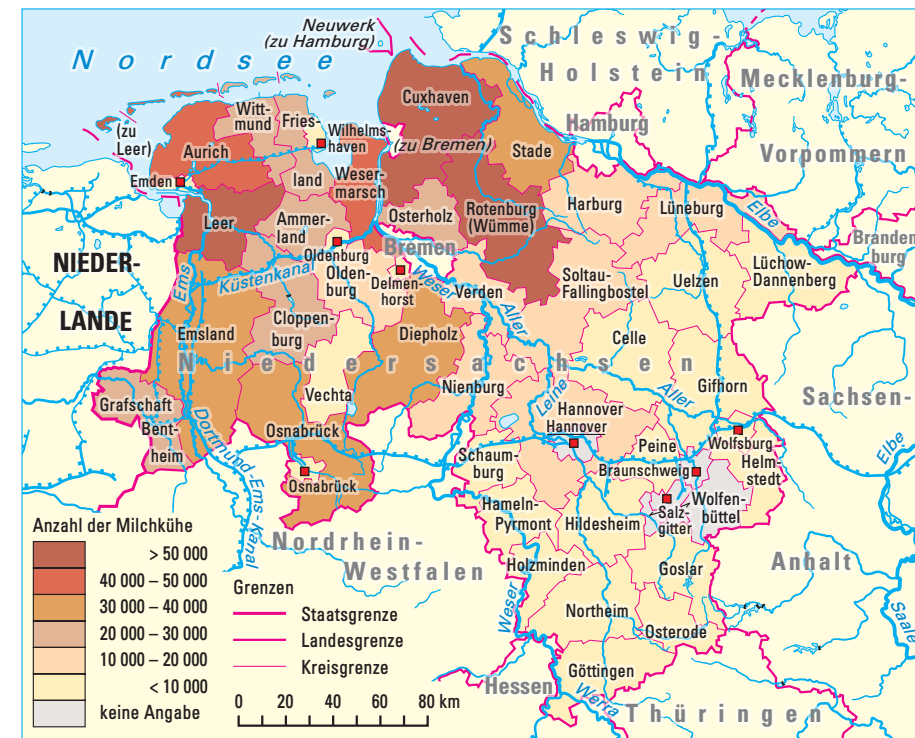 Nordsee
Neuwerk
(zu Hamburg)
Schleswig-
Holstein
Mecklenburg-
Vorpommern
Hamburg
Cuxhaven
Stade
Witt-
mund
Fries-
land
Wilhelms-
haven
(zu
Leer)
Aurich
Emden
(zu Bremen)
Weser-
marsch
Leer
Ammer-
land
Osterholz
Rotenburg
(Wümme)
Harburg
Lüneburg
Elbe
Branden
burg
Bremen
Oldenburg
NIEDER-
LANDE
Ems
Küstenkanal
Olden-
burg
Delmen-
horst
Weser
Verden
Aller
Soltau-
Fallingbostel
Uelzen
Lüchow-
Dannenberg
Emsland
Cloppen-
burg
Diepholz
Celle
Niedersachsen
Vechta
Nienburg
Leine
Aller
Gifhorn
Sachsen-
Grafschaft
Bent-
heim
Dortmund-Ems-Kanal
Osnabrück
Osnabrück
Hannover
Hannover
Schaum-
burg
Peine
Wolfsburg
Braunschweig
Helm-
stedt
Elbe
Salz-
gitter
Wolfen-
büttel
Hameln-
Pyrmont
Hildesheim
Nordrhein-
Westfalen
Anhalt
Holzminden
Goslar
Weser
Northeim
Osterode
Saale
Göttingen
Hessen
Werra
Thüringen
Anzahl der Milchkühe
> 50 000
40 000 – 50 000
30 000 – 40 000
20 000 – 30 000
10 000 – 20 000
< 10 000
keine Angabe
Grenzen
Staatsgrenze
Landesgrenze
Kreisgrenze
0 20 40 60 80 km